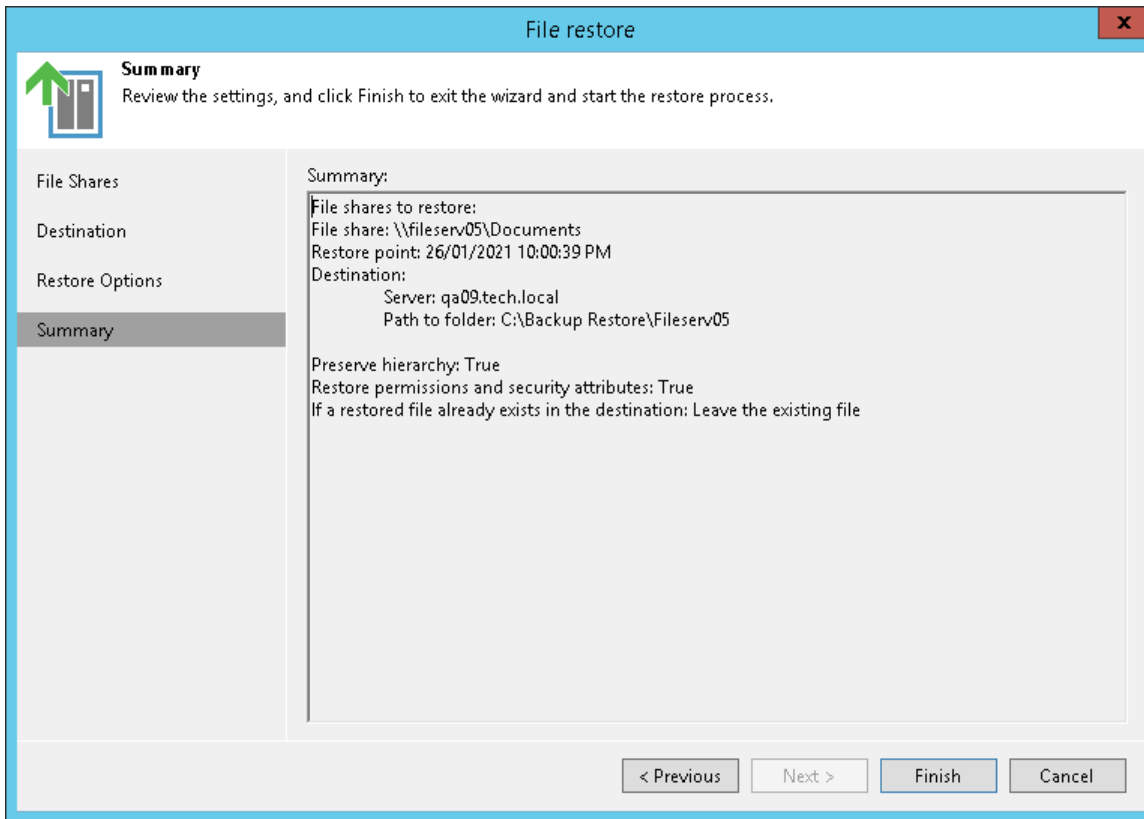 File restore
x
Summary
Review the settings, and click Finish to exit the wizard and start the restore process.
File Shares
Destination
Restore Options
Summary
Summary:
File shares to restore:
File share: \\fileserv05\Documents
Restore point: 26/01/2021 10:00:39 PM
Destination:
Server: qa09.tech.local
Path to folder: C:\Backup Restore\Fileserv05
Preserve hierarchy: True
Restore permissions and security attributes: True
If a restored file already exists in the destination: Leave the existing file
< Previous
Next >
Finish
Cancel